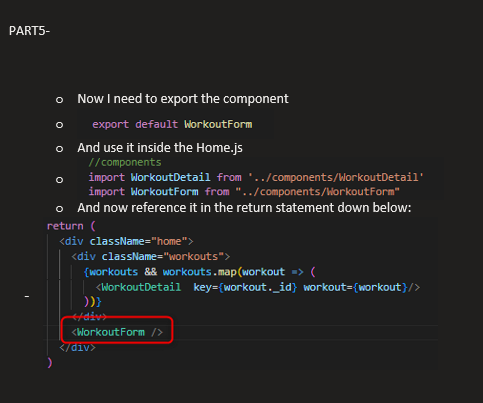 PART5-
o Now I need to export the component
o export default WorkoutForm
o And use it inside the Home.js
//components
o import WorkoutDetail from '../components/WorkoutDetail'
import WorkoutForm from "../components/WorkoutForm"
o And now reference it in the return statement down below:
return (
<div className="home">
<div className="workouts">
{workouts && workouts.map(workout => (
<WorkoutDetail  key={workout._id} workout={workout}/>
- ))}
</div>
<WorkoutForm />
</div>
)